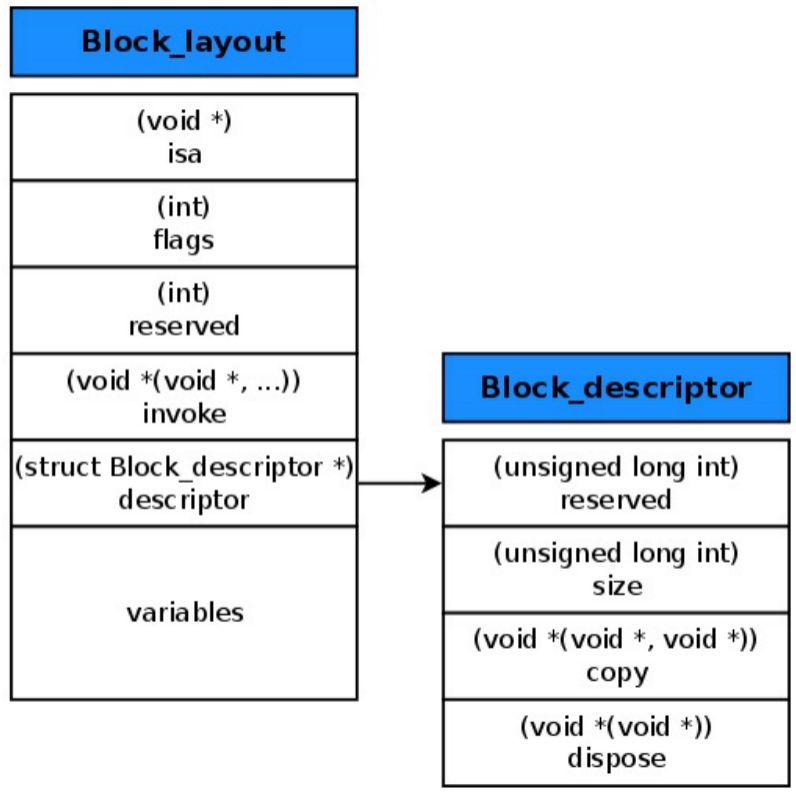 Block_layout
(void *)
isa
(int)
flags
(int)
reserved
(void *(void *, ...))
invoke
(struct Block_descriptor *)
descriptor
variables
Block_descriptor
(unsigned long int)
reserved
(unsigned long int)
size
(void *(void *, void *))
copy
(void *(void *))
dispose